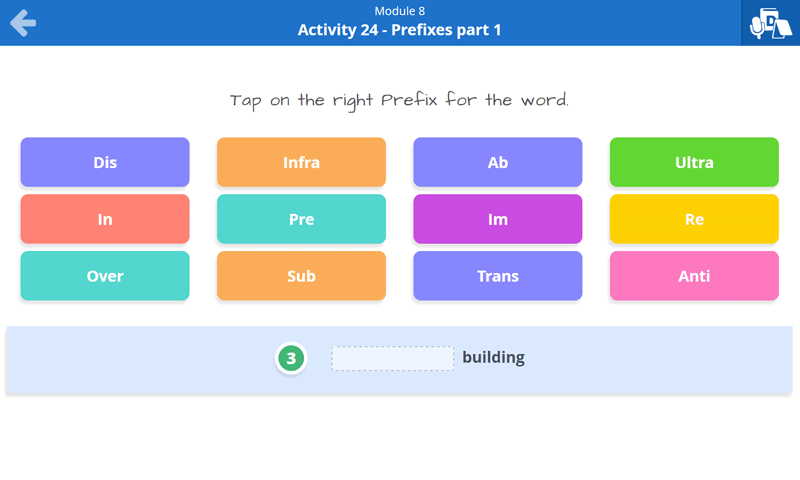 Module 8
Activity 24 - Prefixes part 1
D
Tap on the right Prefix for the word.
Dis Infra Ab Ultra
In Pre Im Re
Over Sub Trans Anti
3 building